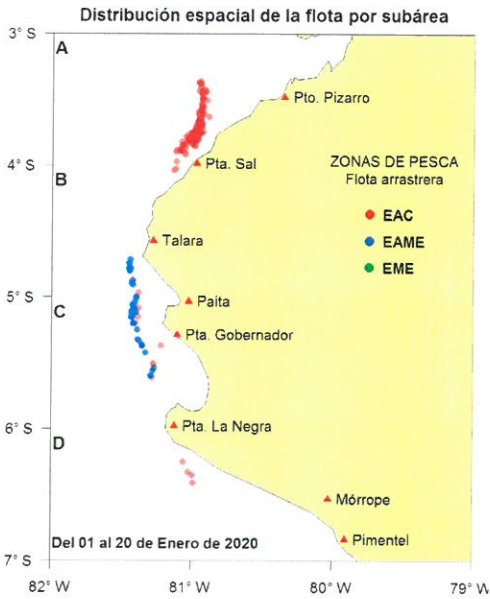 Distribución espacial de la flota por subárea
3° S
A
Pto. Pizarro
4° S
Pta. Sal
ZONAS DE PESCA
B
Flota arrastrera
EAC
Talara
EAME
EME
5° S
Paita
C
Pta. Gobernador
6° S
Pta. La Negra
D
Mórrope
Del 01 al 20 de Enero de 2020
Pimentel
7° S
82° W
81° W
80° W
79° W